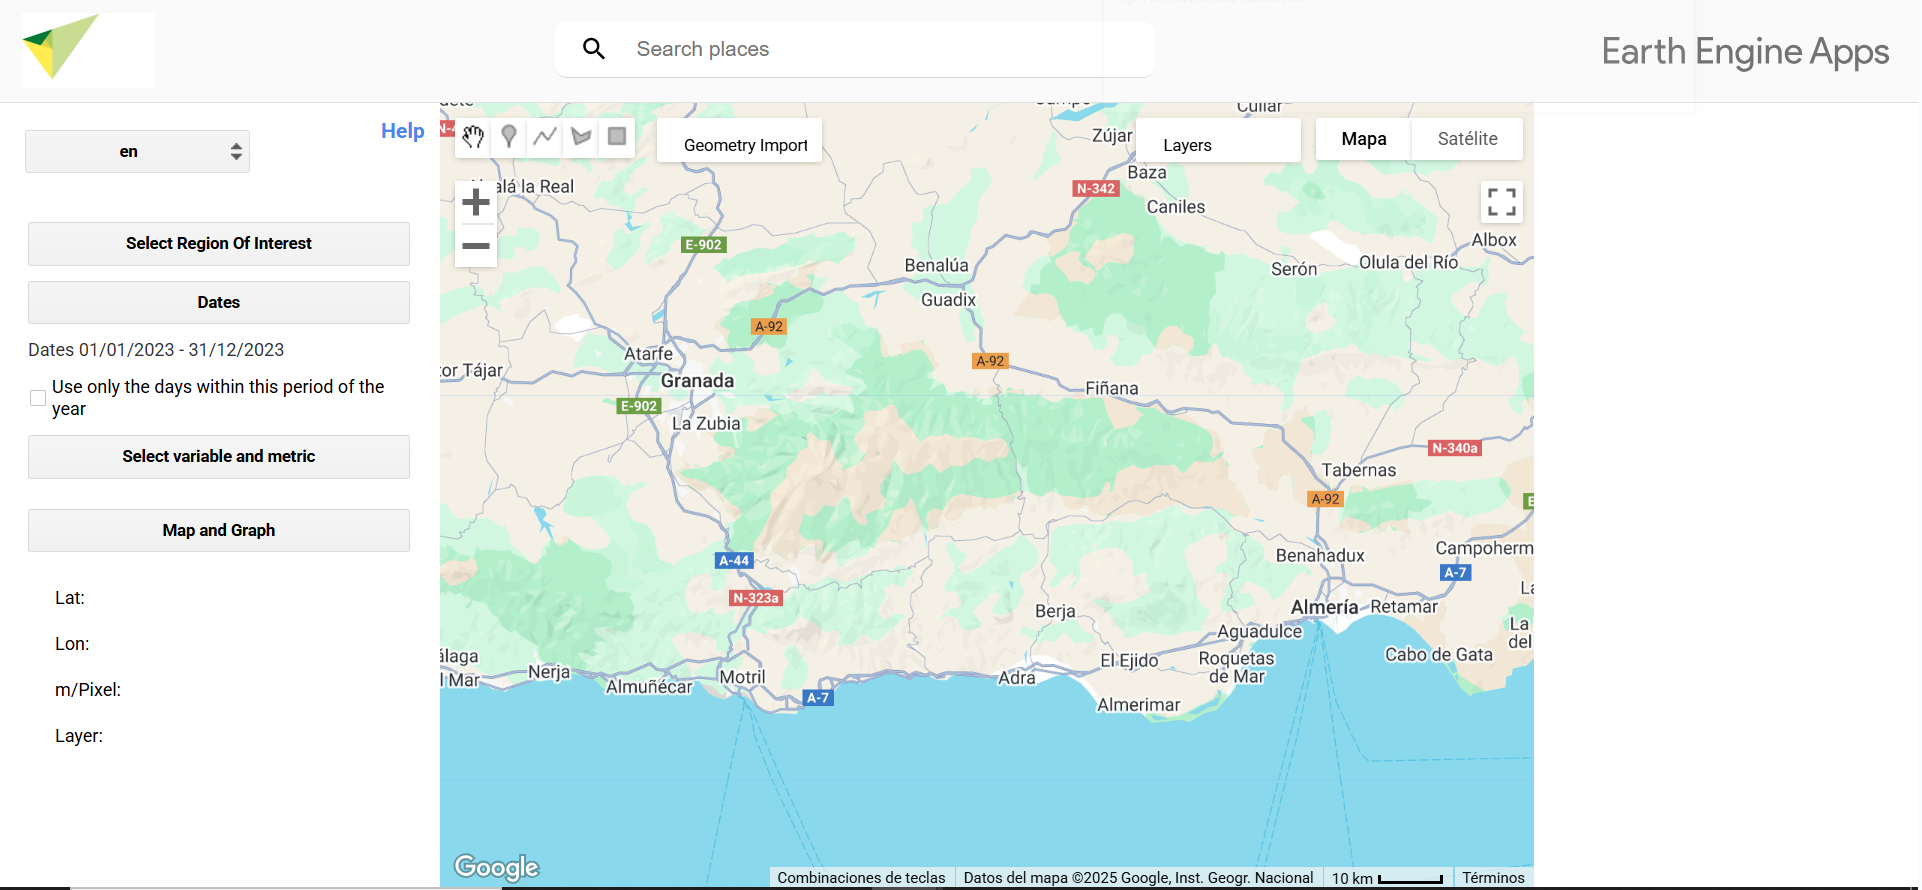 Search places
Earth Engine Apps
en
Help
Select Region Of Interest
Dates
Dates 01/01/2023 - 31/12/2023
Use only the days within this period of the
year
Select variable and metric
Map and Graph
Lat:
Lon:
m/Pixel:
Layer:
Geometry Import
Layers
Mapa
Satélite
Cúllar
Zújar
Baza
N-342
Caniles
alá la Real
E-902
Albox
Benalúa
Serón
Olula del Río
Guadix
A-92
Atarfe
A-92
or Tájar
Granada
Fiñana
E-902
La Zubia
N-340a
Tabernas
A-92
Benahadux
Campoherm
A-44
A-7
N-323a
Berja
Almería
Retamar
La
Aguadulce
del
álaga
l Mar
Nerja
Motril
Almuñécar
A-7
Adra
El Ejido
Roquetas
de Mar
Cabo de Gata
Almerimar
Google
Combinaciones de teclas
Datos del mapa ©2025 Google, Inst. Geogr. Nacional
10 km
Términos